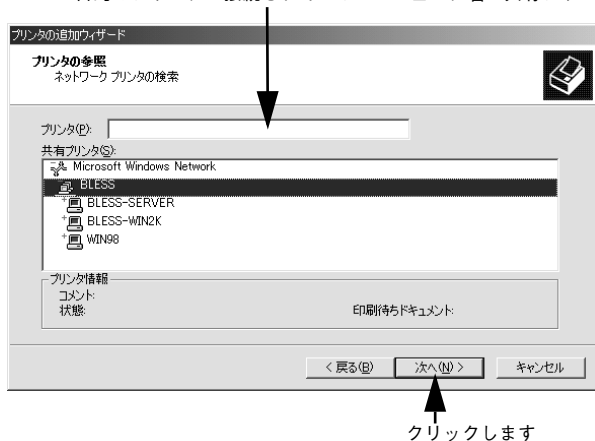 プリンタの追加ウィザード
プリンタの参照
ネットワーク プリンタの検索
プリンタ(P):
共有プリンタ(S):
Microsoft Windows Network
BLESS
BLESS-SERVER
BLESS-WIN2K
WIN98
プリンタ情報
コメント:
状態:
印刷待ちドキュメント:
< 戻る(B)
次へ(N) >
キャンセル
クリックします